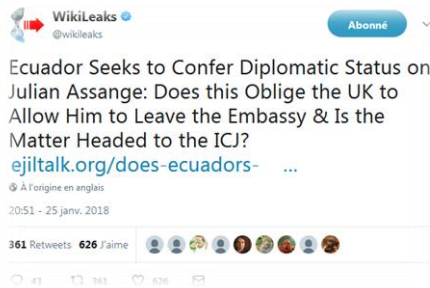 WikiLeaks
@wikileaks
Abonné
Ecuador Seeks to Confer Diplomatic Status on
Julian Assange: Does this Oblige the UK to
Allow Him to Leave the Embassy & Is the
Matter Headed to the ICJ?
ejiltalk.org/does-ecuadors- ...
À l'origine en anglais
20:51 - 25 janv. 2018
361 Retweets 626 J'aime
43 361 626